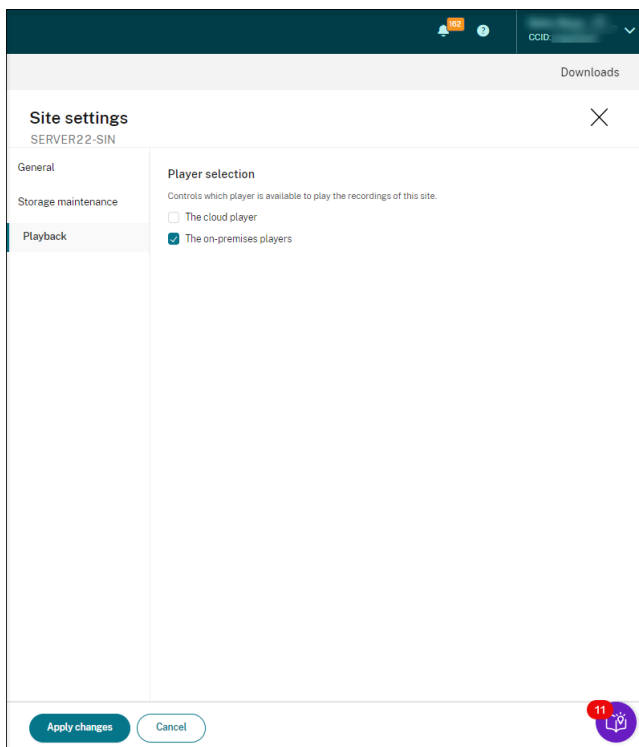 162
?
CCID:
Downloads
Site settings
SERVER22-SIN
General
Storage maintenance
Playback
Player selection
Controls which player is available to play the recordings of this site.
The cloud player
The on-premises players
Apply changes
Cancel
11